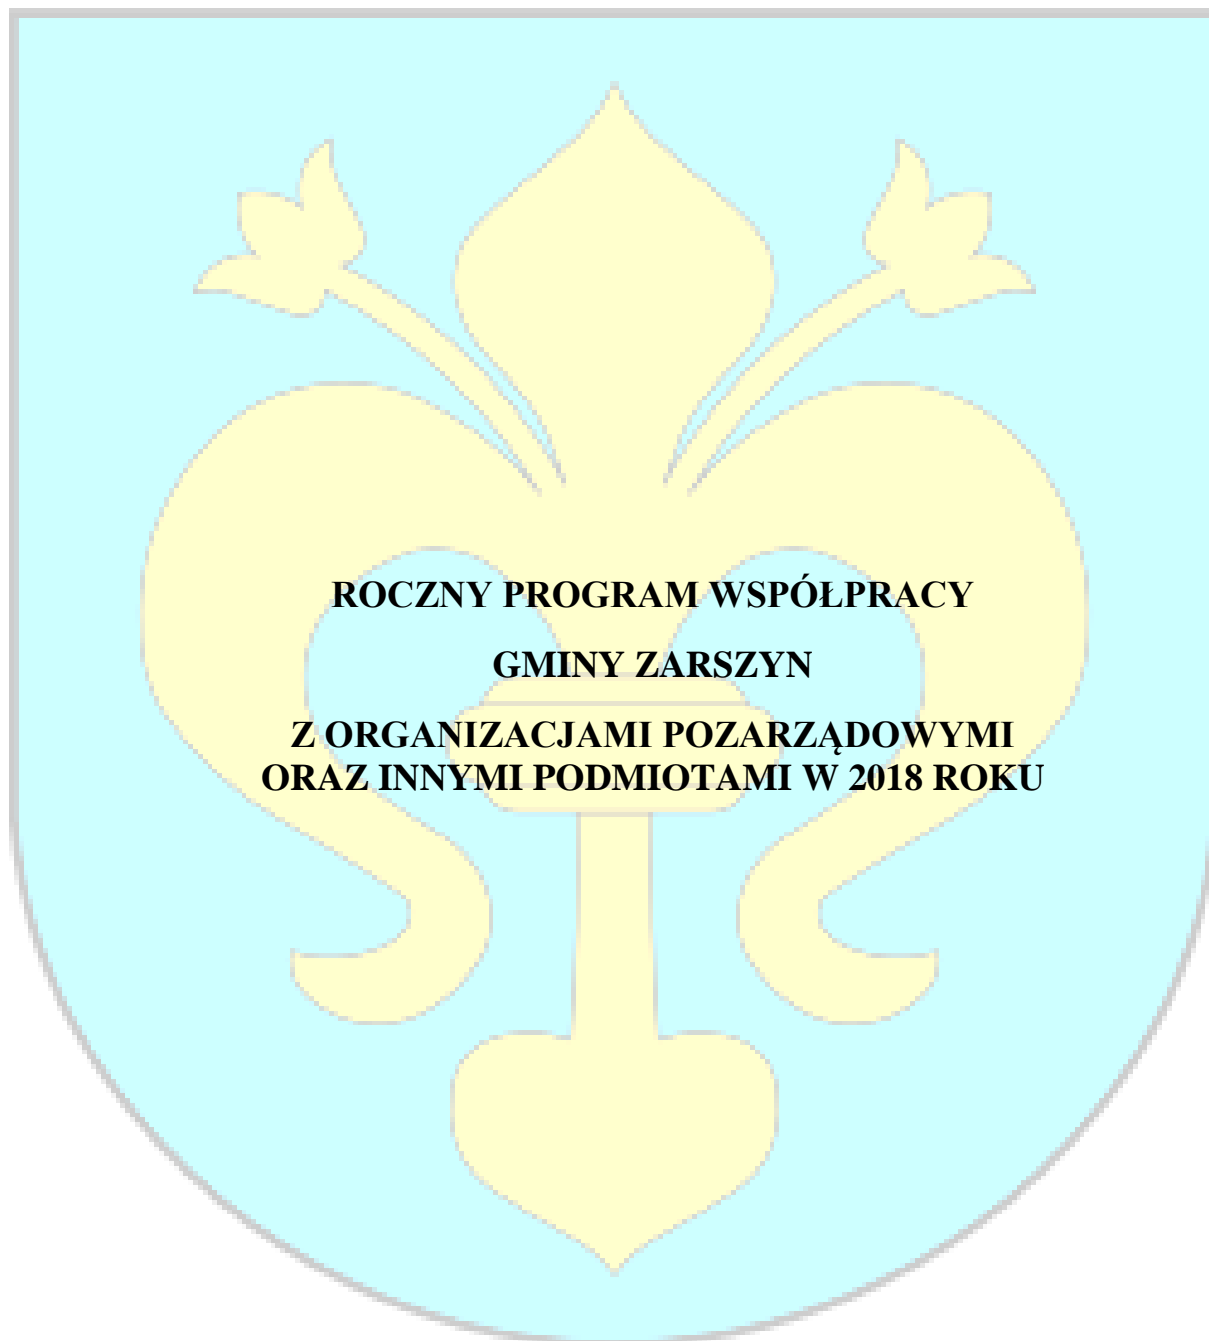 ROCZNY PROGRAM WSPÓŁPRACY
GMINY ZARSZYN
Z ORGANIZACJAMI POZARZĄDOWYMI
ORAZ INNYMI PODMIOTAMI W 2018 ROKU